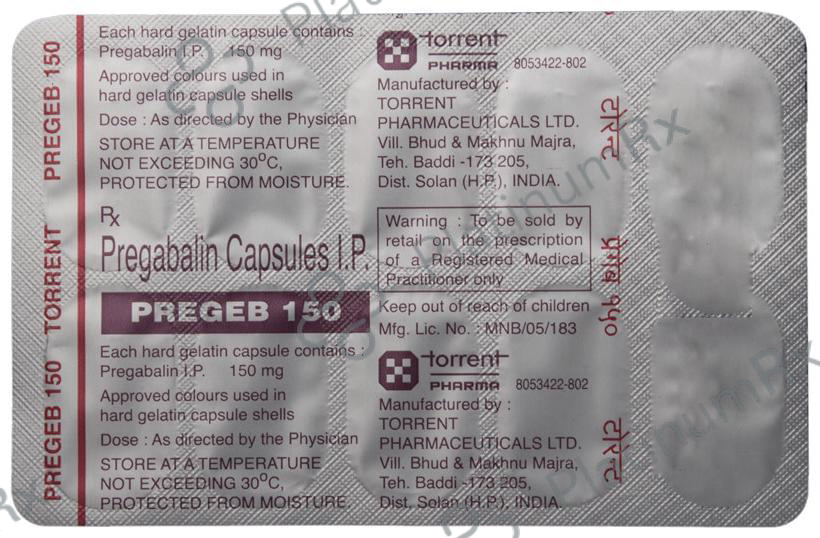 Each hard gelatin capsule contains :
Pregabalin I.P. 150 mg
Approved colours used in
hard gelatin capsule shells
Dose : As directed by the Physician
STORE AT A TEMPERATURE
NOT EXCEEDING 30°C,
PROTECTED FROM MOISTURE.
torrent
PHARMA 8053422-802
Manufactured by :
TORRENT
PHARMACEUTICALS LTD.
Vill. Bhud & Makhnu Majra,
Teh. Baddi -173 205,
Dist. Solan (H.P.), INDIA.
Rx
Pregabalin Capsules I.P.
PREGEB 150
Warning : To be sold by
retail on the prescription
of a Registered Medical
Practitioner only
Keep out of reach of children
Mfg. Lic. No. : MNB/05/183
Each hard gelatin capsule contains :
Pregabalin I.P. 150 mg
Approved colours used in
hard gelatin capsule shells
Dose : As directed by the Physician
STORE AT A TEMPERATURE
NOT EXCEEDING 30°C,
PROTECTED FROM MOISTURE.
torrent
PHARMA 8053422-802
Manufactured by :
TORRENT
PHARMACEUTICALS LTD.
Vill. Bhud & Makhnu Majra,
Teh. Baddi -173 205,
Dist. Solan (H.P.), INDIA.
PREGEB 150 TORRENT PREGEB 150
टोरेन्ट
प्रेगेब १५०
टोरेन्ट
PlatinumRx
PlatinumRx
PlatinumRx